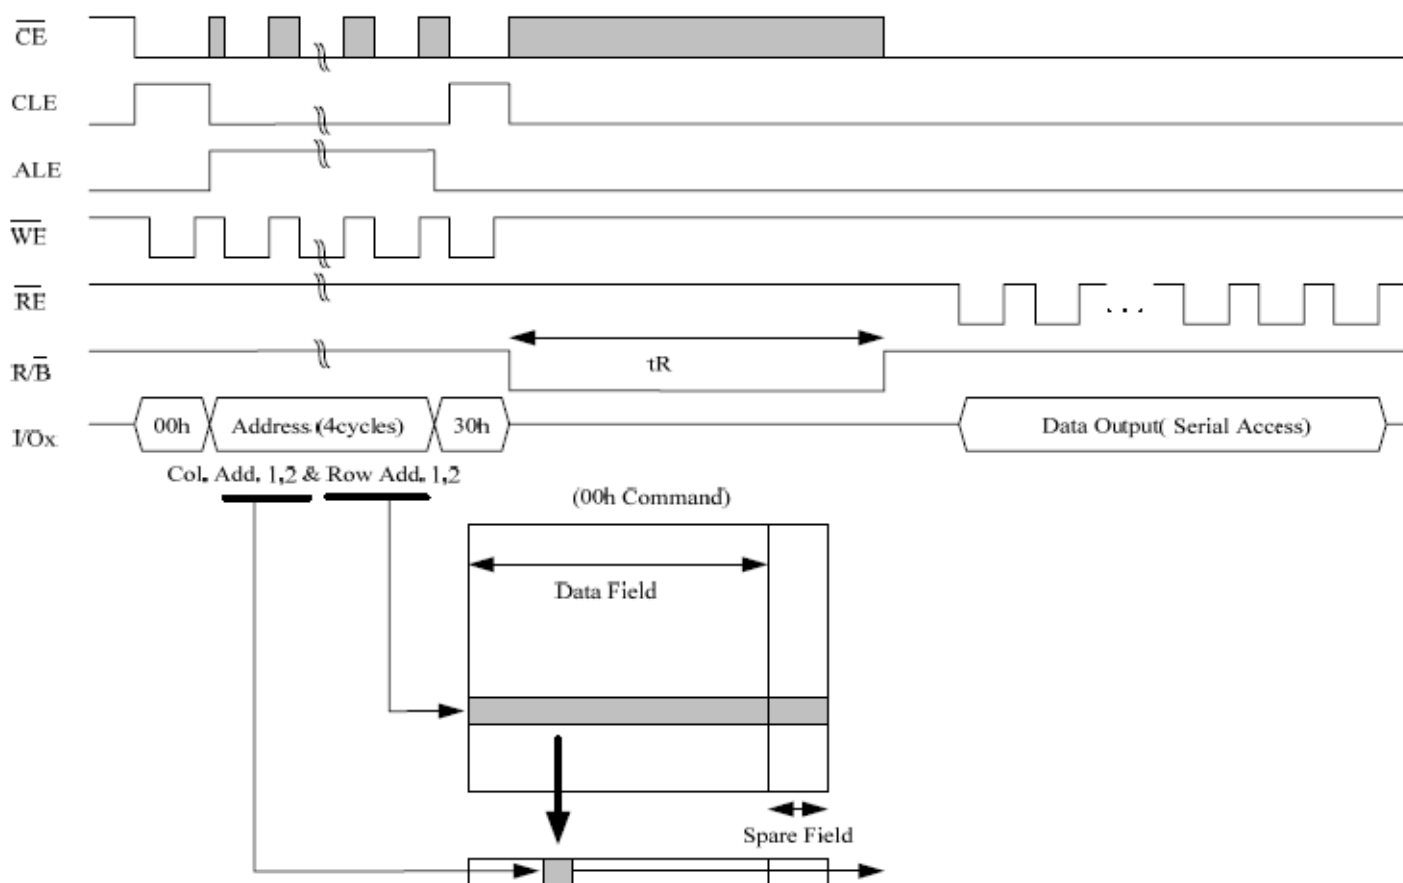 CE
CLE
ALE
WE
RE
R/B
tR
I/Ox
00h
Address (4cycles)
30h
Data Output( Serial Access)
Col. Add. 1,2 & Row Add. 1,2
(00h Command)
Data Field
Spare Field